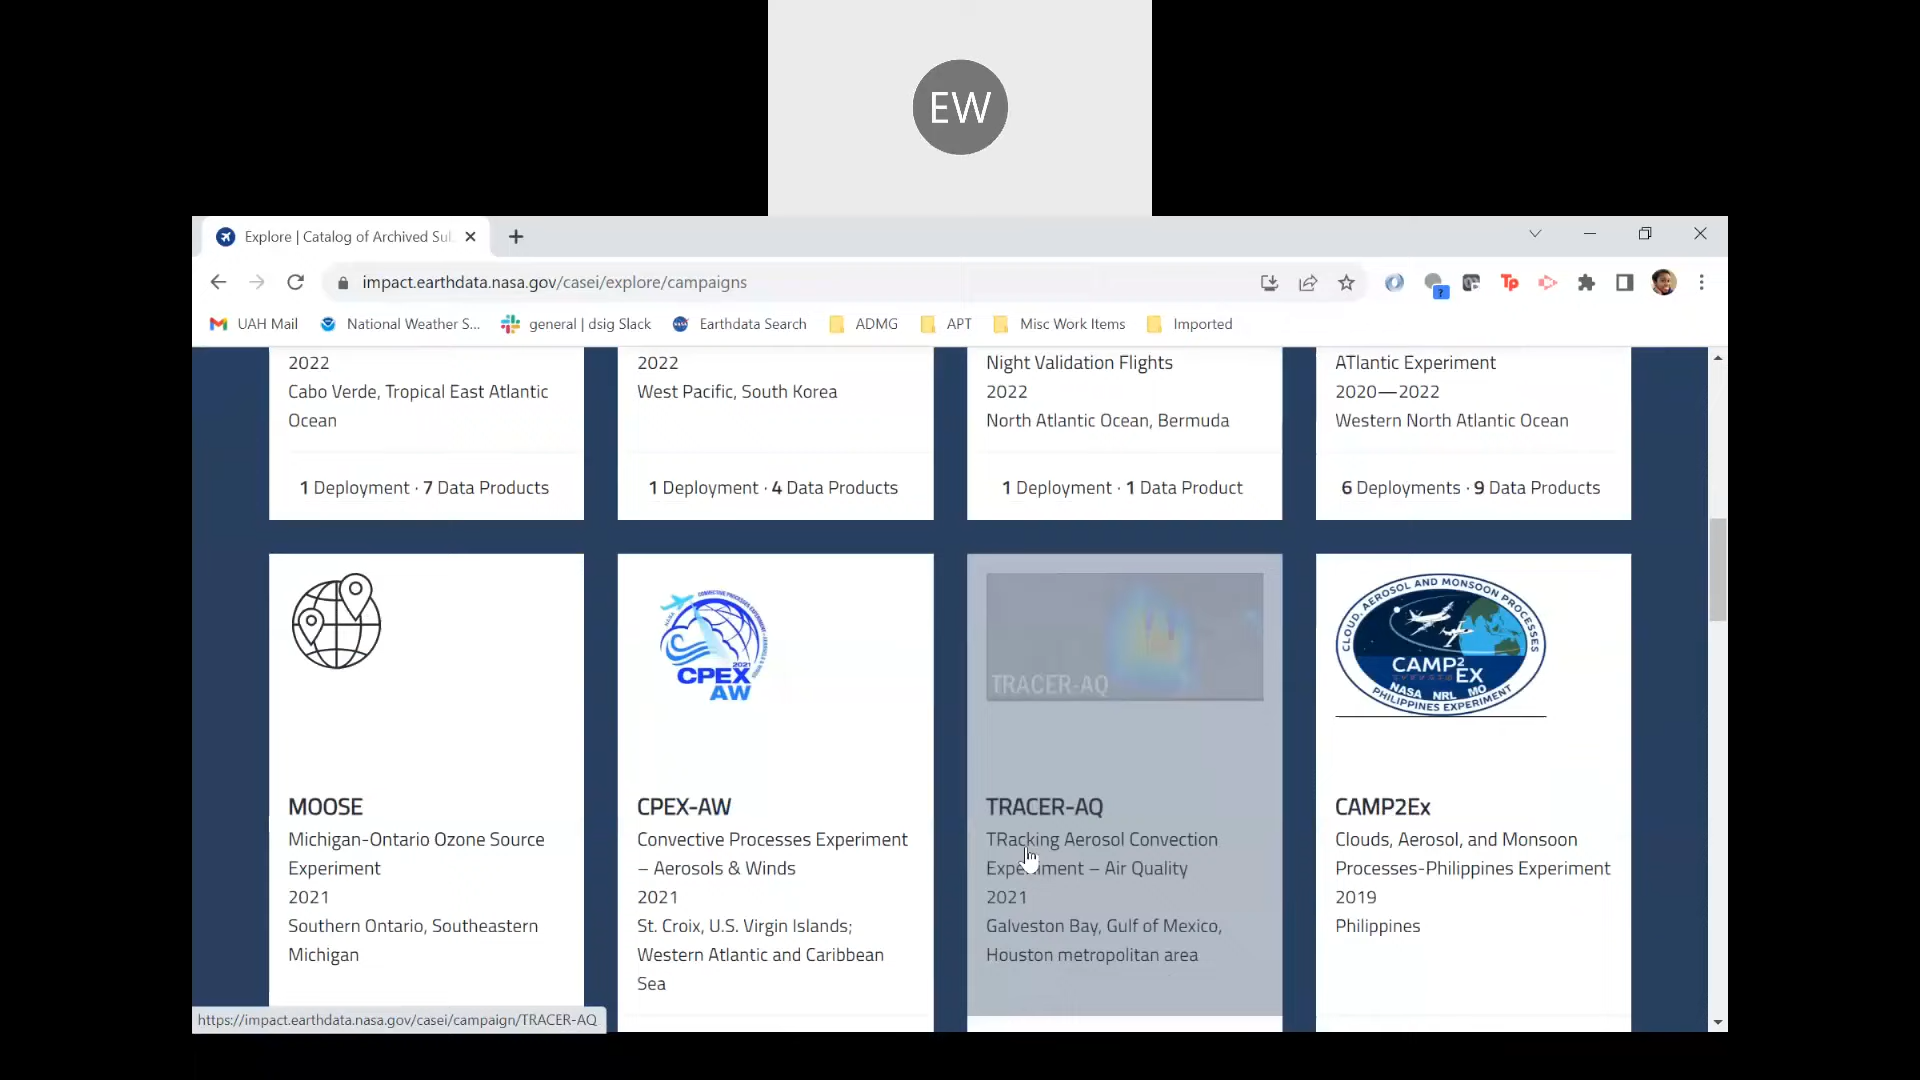 EW
Explore | Catalog of Archived Sul
impact.earthdata.nasa.gov/casei/explore/campaigns
Tp
?
UAH Mail
National Weather S...
general | dsig Slack
Earthdata Search
ADMG
APT
Misc Work Items
Imported
2022
Cabo Verde, Tropical East Atlantic
Ocean
1 Deployment · 7 Data Products
2022
West Pacific, South Korea
1 Deployment · 4 Data Products
Night Validation Flights
2022
North Atlantic Ocean, Bermuda
1 Deployment · 1 Data Product
ATlantic Experiment
2020—2022
Western North Atlantic Ocean
6 Deployments · 9 Data Products
MOOSE
Michigan-Ontario Ozone Source
Experiment
2021
Southern Ontario, Southeastern
Michigan
2021
CPEX
AW
CPEX-AW
Convective Processes Experiment
– Aerosols & Winds
2021
St. Croix, U.S. Virgin Islands;
Western Atlantic and Caribbean
Sea
TRACER-AQ
TRACER-AQ
TRacking Aerosol Convection
Experiment – Air Quality
2021
Galveston Bay, Gulf of Mexico,
Houston metropolitan area
CLOUD, AEROSOL AND MONSOON PROCESSES
CAMP²
EX
NASA NRL MO
PHILIPPINES EXPERIMENT
CAMP2Ex
Clouds, Aerosol, and Monsoon
Processes-Philippines Experiment
2019
Philippines
https://impact.earthdata.nasa.gov/casei/campaign/TRACER-AQ